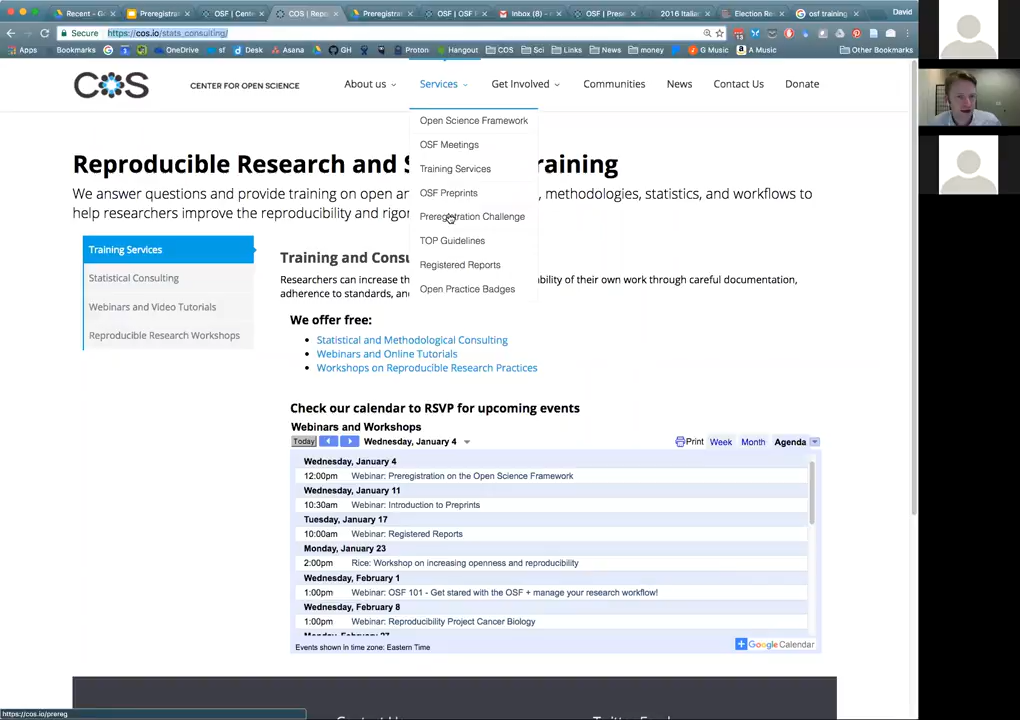 Recent - G
Preregistrat
OSF | Cent
COS | Rep
Preregistrat
OSF | OSF
Inbox (8) -
OSF | Prese
2016 Italian
Election Re
osf training
David
Secure
https://cos.io/stats_consulting/
Apps
Bookmarks
OneDrive
sf
Desk
Asana
GH
Proton
Hangout
COS
Sci
Links
News
money
G Music
A Music
Other Bookmarks
COS
CENTER FOR OPEN SCIENCE
About us
Services
Get Involved
Communities
News
Contact Us
Donate
Open Science Framework
OSF Meetings
Training Services
OSF Preprints
Preregistration Challenge
TOP Guidelines
Registered Reports
Open Practice Badges
Reproducible Research and S training
We answer questions and provide training on open methodologies, statistics, and workflows to
help researchers improve the reproducibility and rigor
Training Services
Statistical Consulting
Webinars and Video Tutorials
Reproducible Research Workshops
Training and Consu
Researchers can increase th ability of their own work through careful documentation,
adherence to standards, and
We offer free:
Statistical and Methodological Consulting
Webinars and Online Tutorials
Workshops on Reproducible Research Practices
Check our calendar to RSVP for upcoming events
Webinars and Workshops
Today
Wednesday, January 4
Print
Week
Month
Agenda
Wednesday, January 4
12:00pm Webinar: Preregistration on the Open Science Framework
Wednesday, January 11
10:30am Webinar: Introduction to Preprints
Tuesday, January 17
10:00am Webinar: Registered Reports
Monday, January 23
2:00pm Rice: Workshop on increasing openness and reproducibility
Wednesday, February 1
1:00pm Webinar: OSF 101 - Get stared with the OSF + manage your research workflow!
Wednesday, February 8
1:00pm Webinar: Reproducibility Project Cancer Biology
Events shown in time zone: Eastern Time
Google Calendar
https://cos.io/prereg